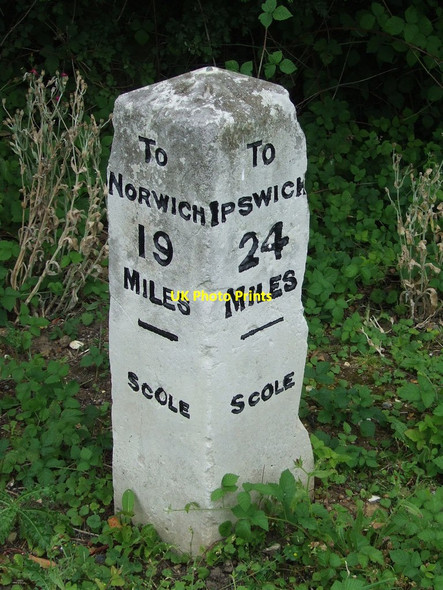 To
Norwich
19
MILES
Scole
To
Ipswich
24
MILES
Scole
UK Photo Prints